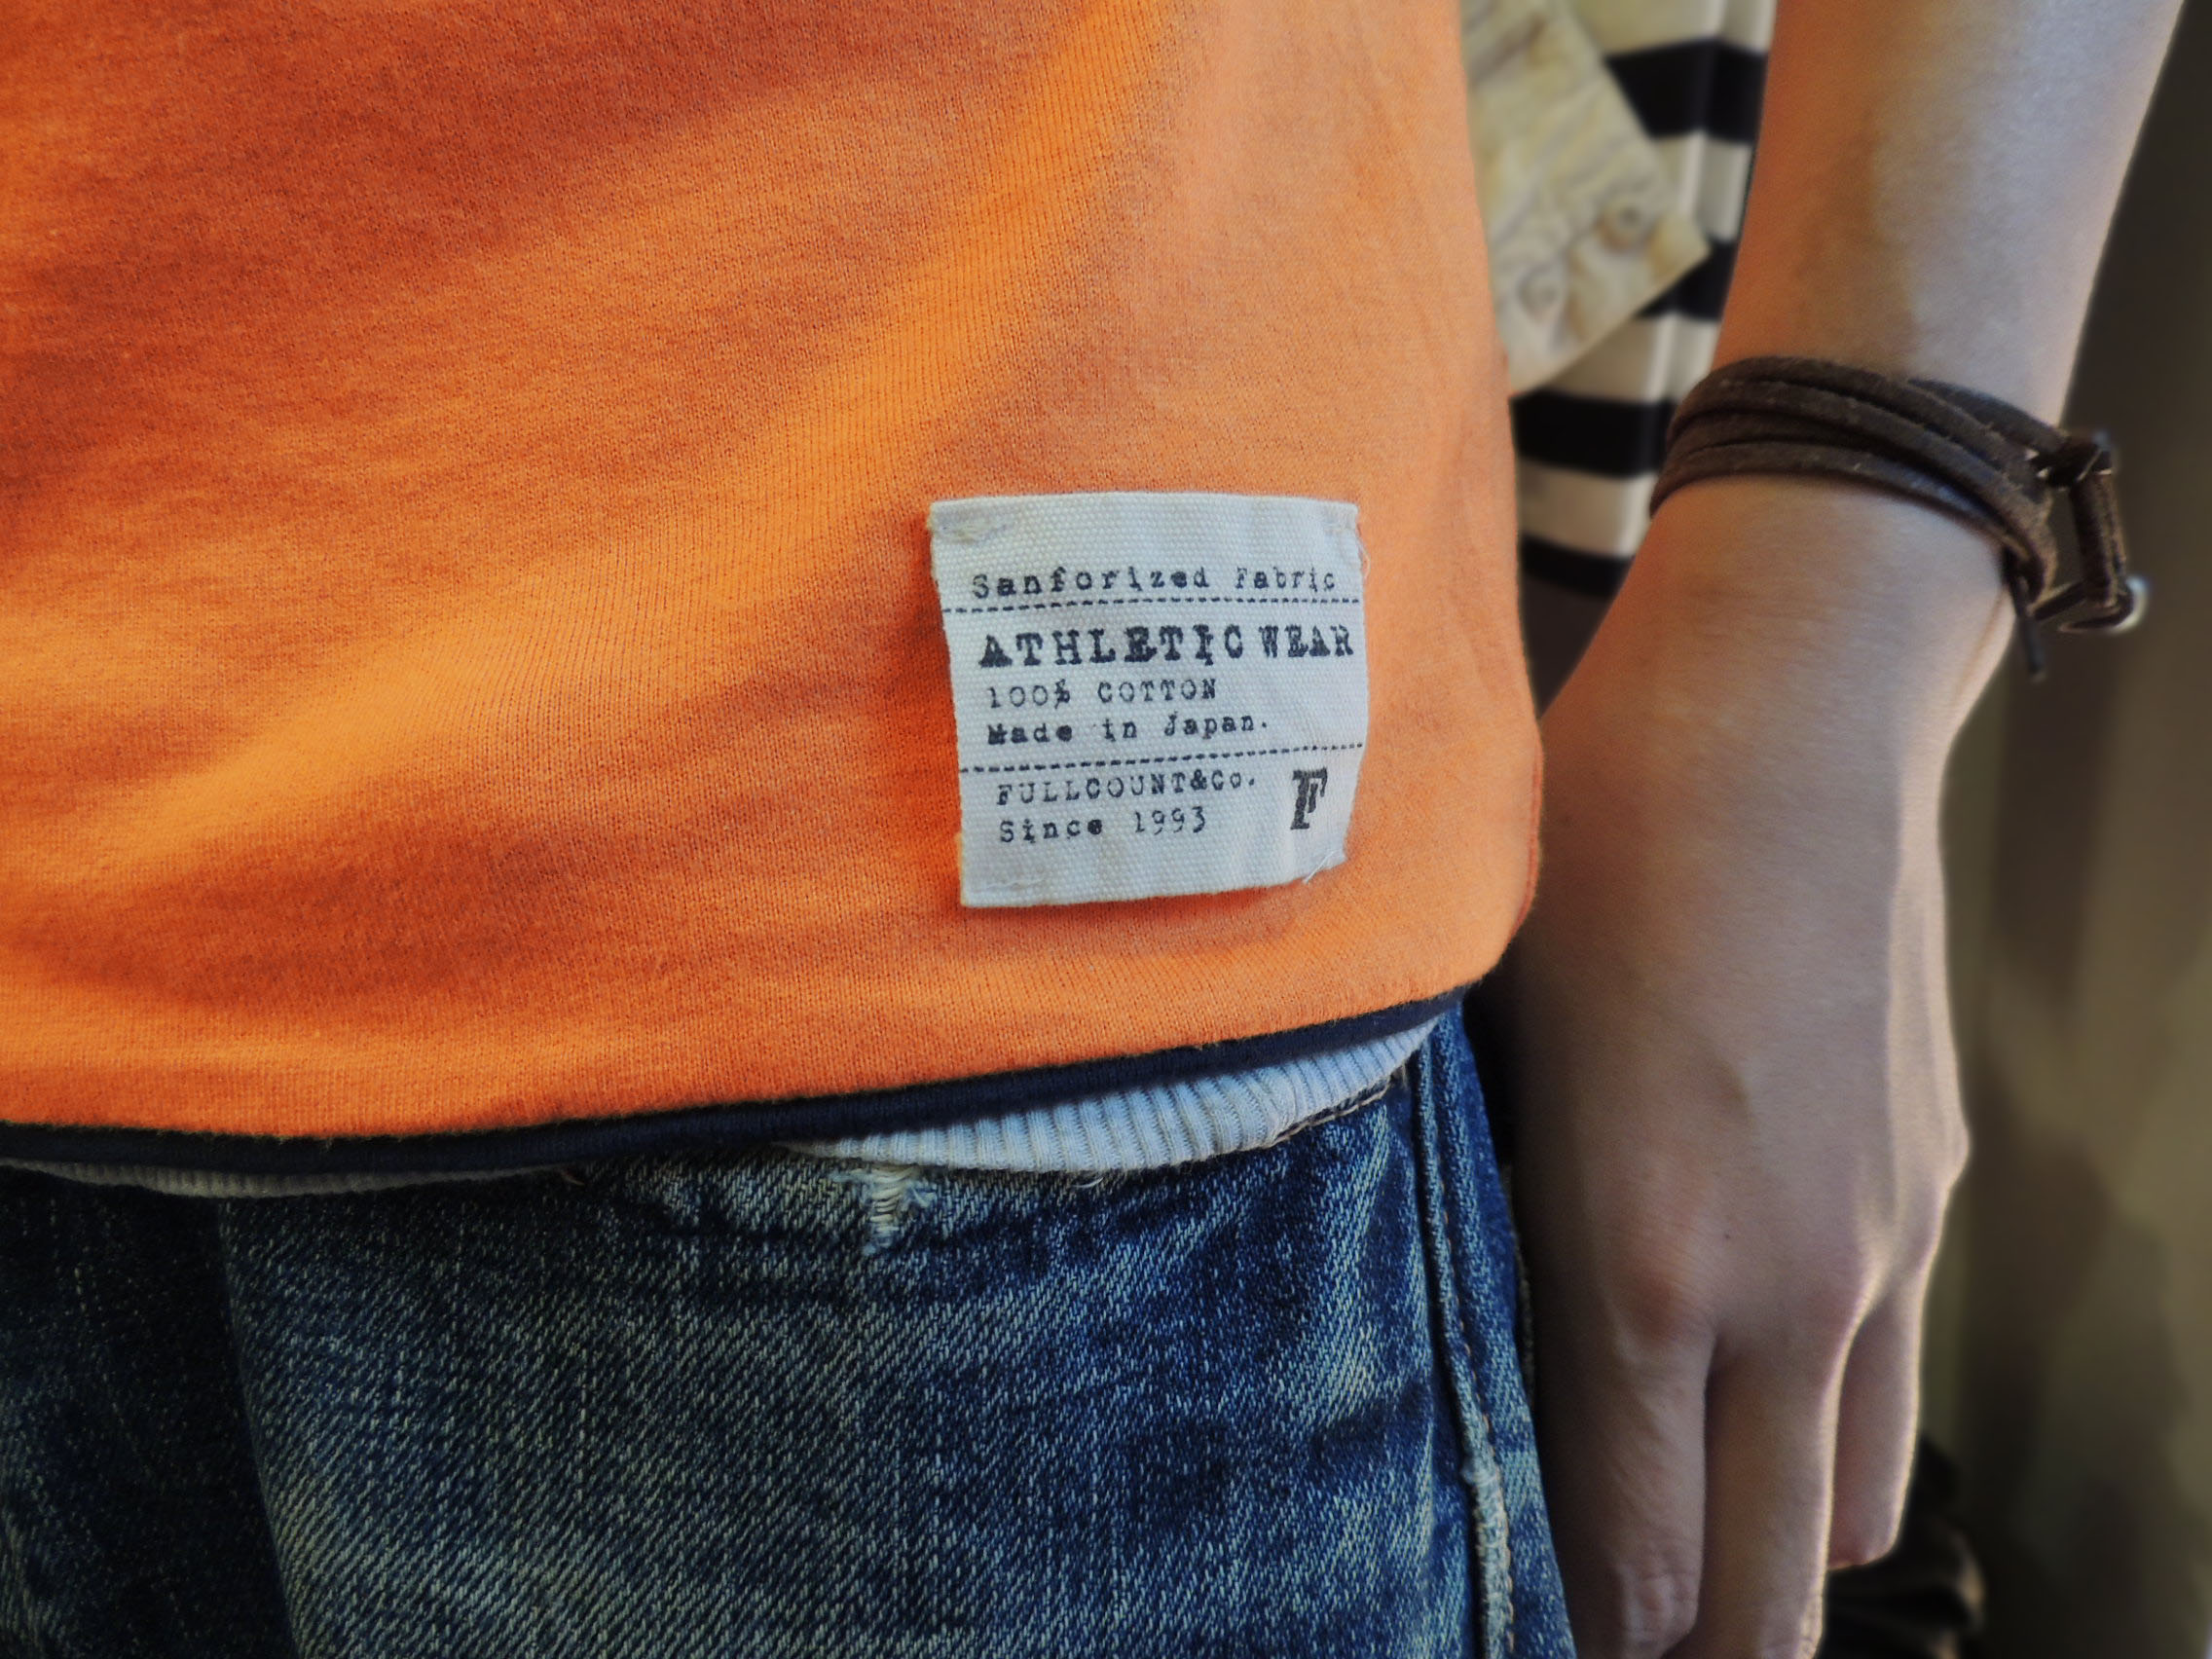 Sanforized Fabric
ATHLETIC WEAR
100% COTTON
Made in Japan.
FULLCOUNT&Co.
Since 1993
F